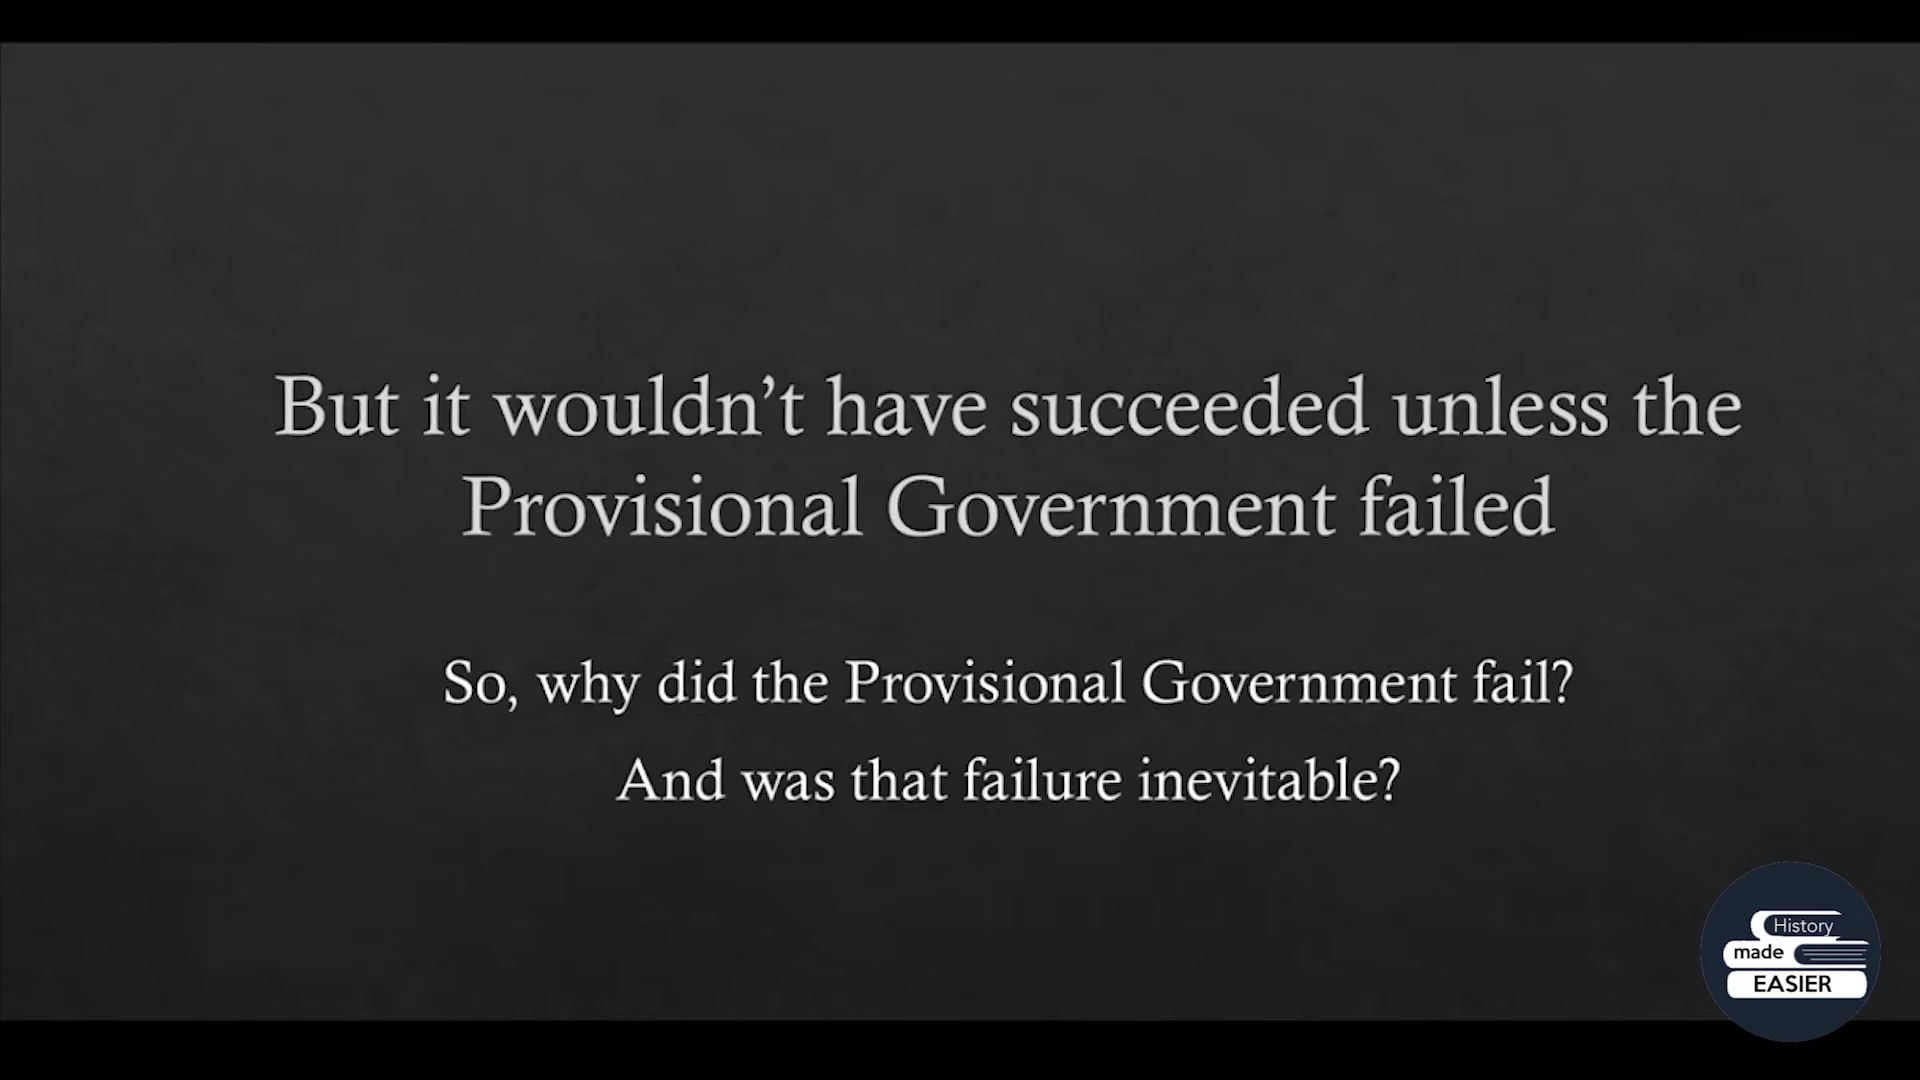 But it wouldn’t have succeeded unless the
Provisional Government failed
So, why did the Provisional Government fail?
And was that failure inevitable?
History
made
EASIER